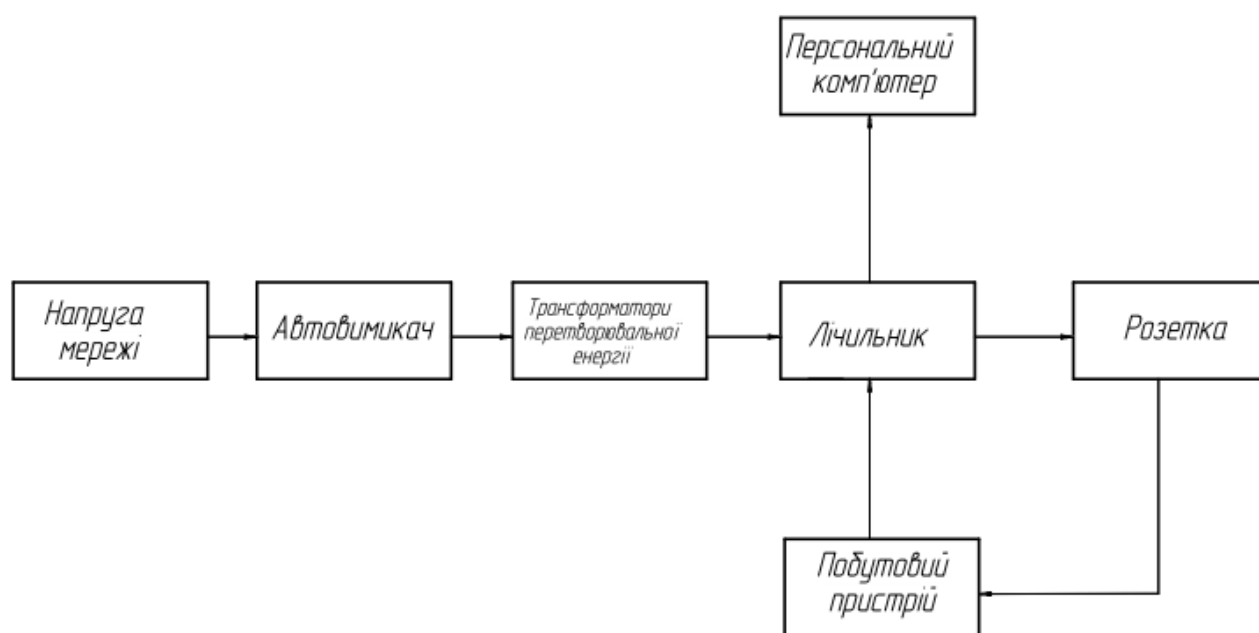 Персональний
комп'ютер
Напруга
мережі
Автовимикач
Трансформатори
перетворювальної
енергії
Лічильник
Розетка
Побутовий
пристрій